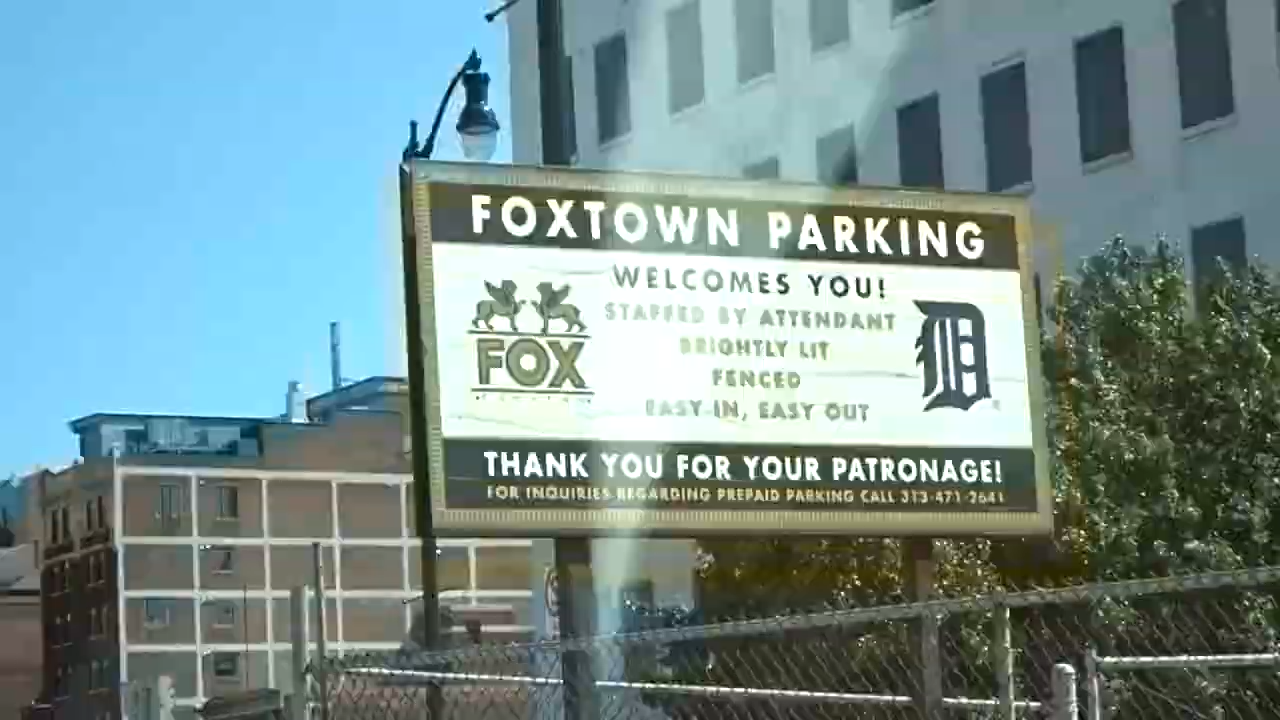 FOXTOWN PARKING
WELCOMES YOU!
STAFFED BY ATTENDANT
BRIGHTLY LIT
FENCED
EASY-IN, EASY OUT
FOX
D
THANK YOU FOR YOUR PATRONAGE!
FOR INQUIRIES REGARDING PREPAID PARKING CALL 313-471-2641